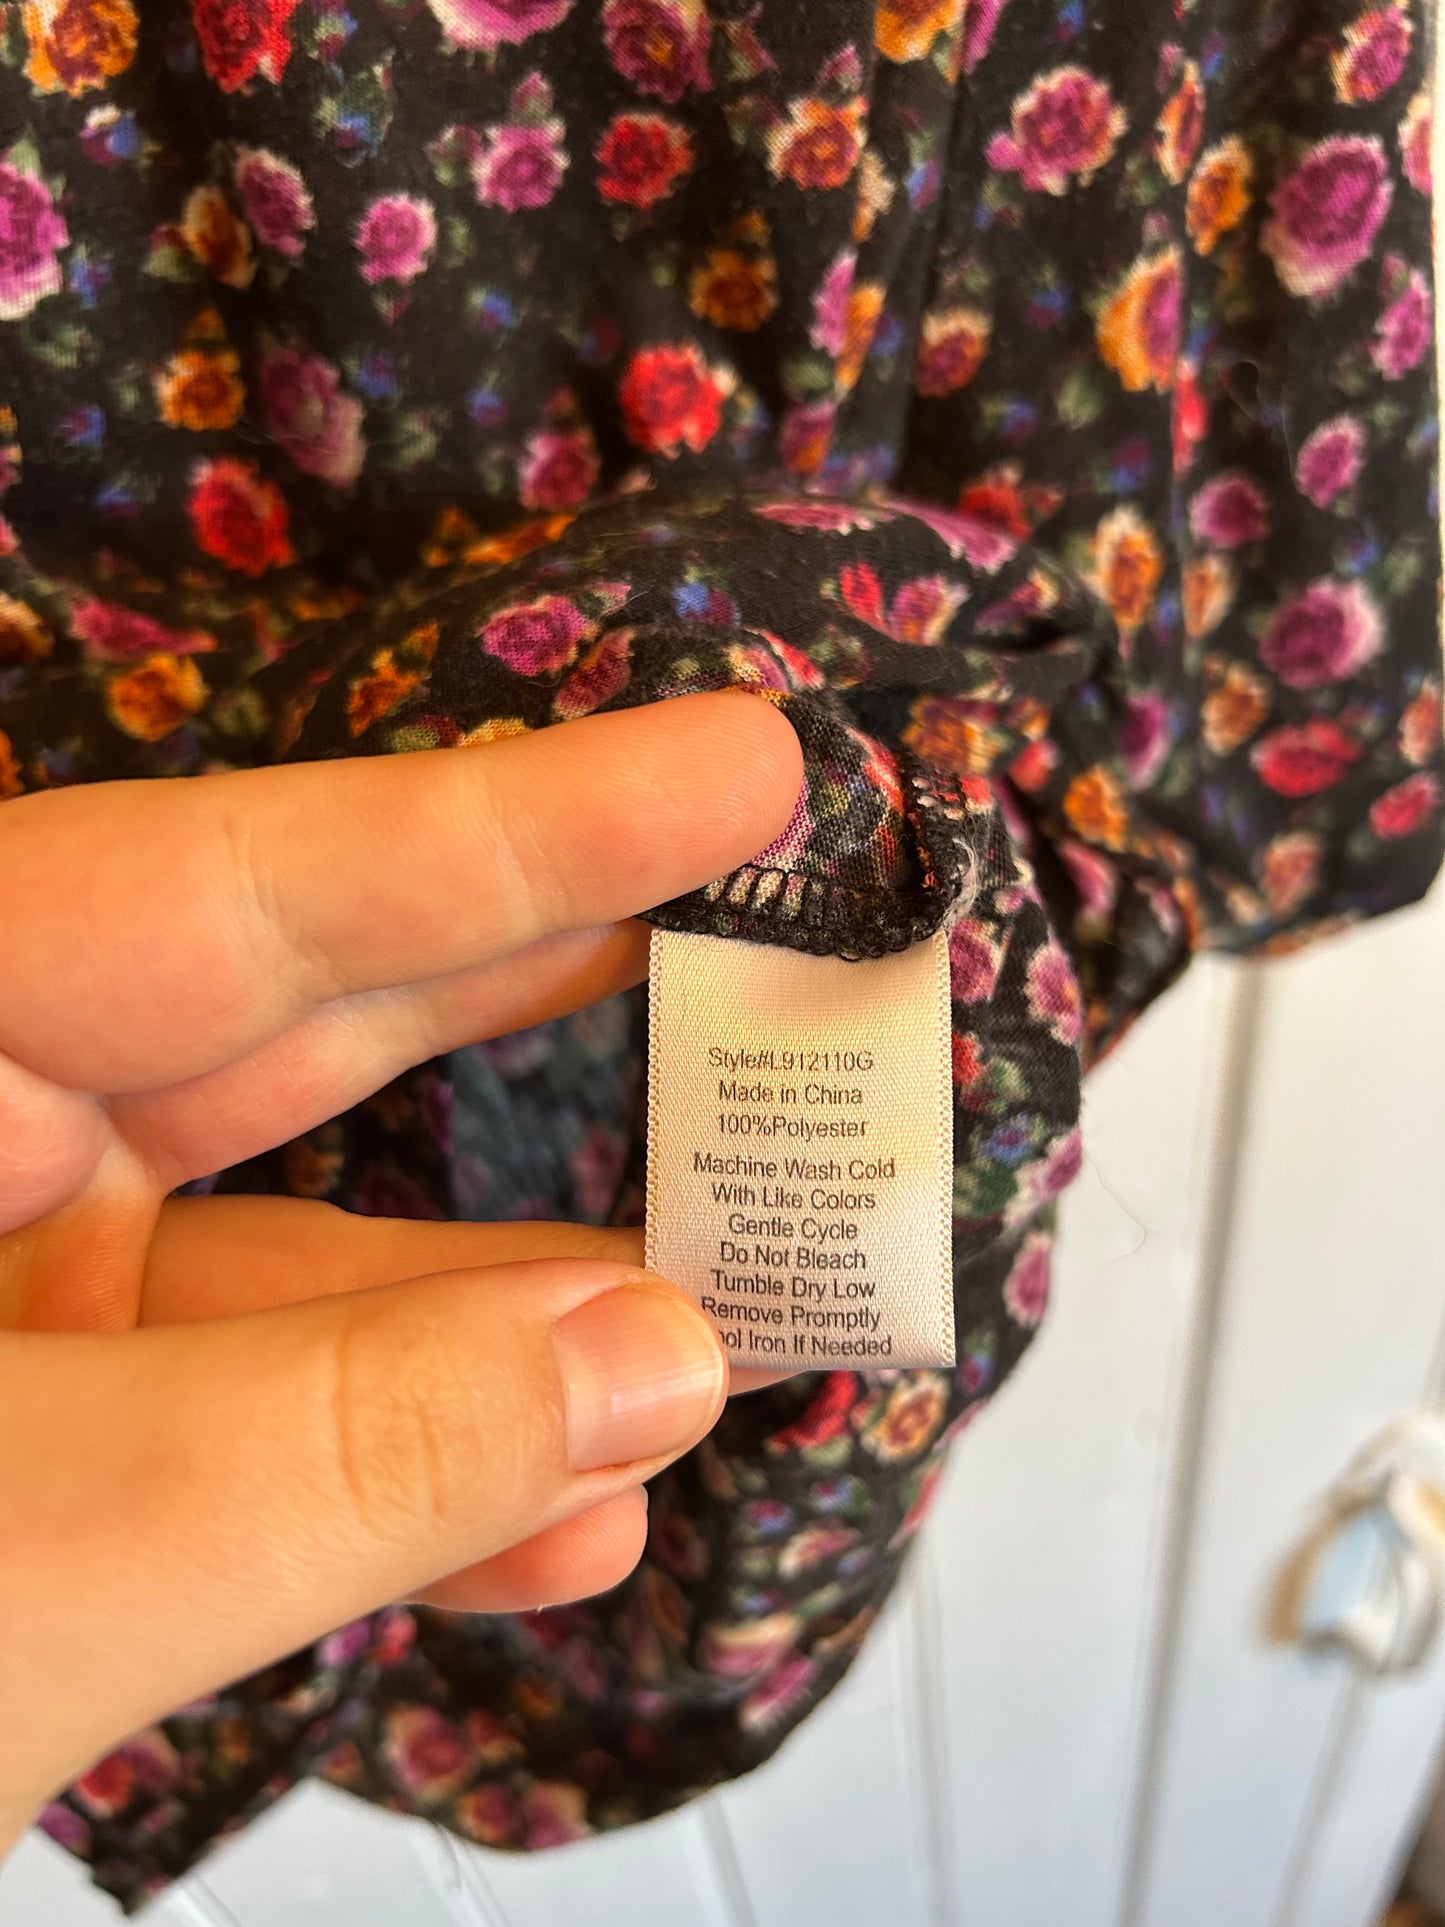 Style#L912110G
Made in China
100%Polyester
Machine Wash Cold
With Like Colors
Gentle Cycle
Do Not Bleach
Tumble Dry Low
Remove Promptly
ool Iron If Needed